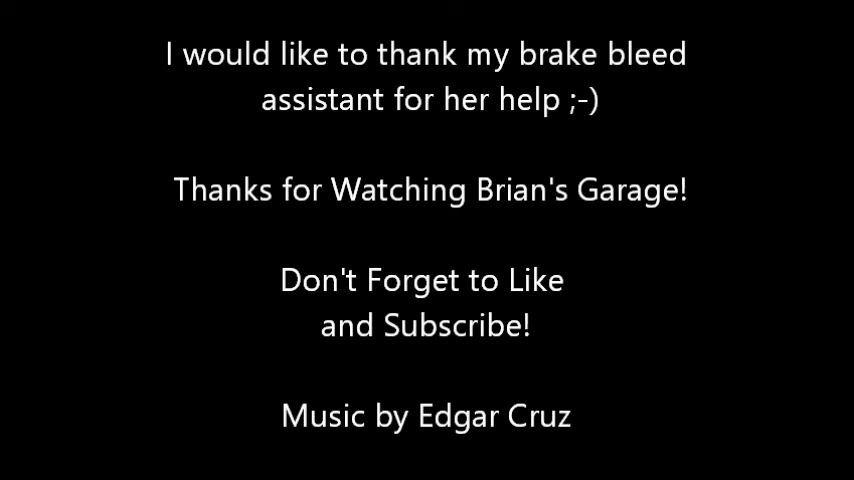 I would like to thank my brake bleed
assistant for her help ;-)
Thanks for Watching Brian's Garage!
Don't Forget to Like
and Subscribe!
Music by Edgar Cruz